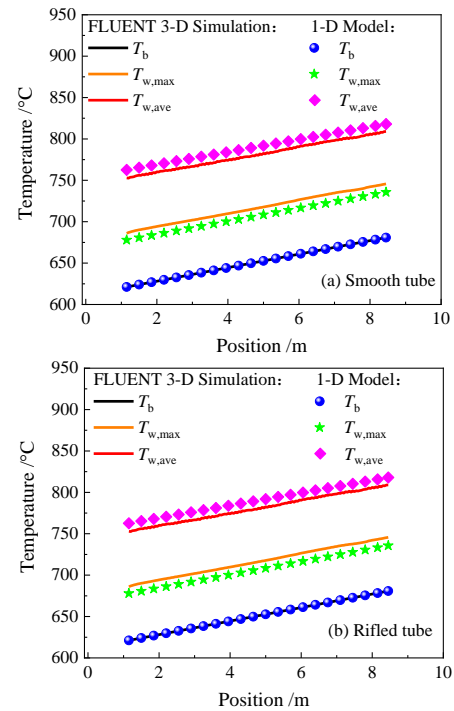 FLUENT 3-D Simulation: 1-D Model:
T_b T_b
T_w,max T_w,max
T_w,ave T_w,ave
950
900
850
800
750
700
650
600
Temperature /°C
(a) Smooth tube
0 2 4 6 8 10
Position /m
FLUENT 3-D Simulation: 1-D Model:
T_b T_b
T_w,max T_w,max
T_w,ave T_w,ave
950
900
850
800
750
700
650
600
Temperature /°C
(b) Rifled tube
0 2 4 6 8 10
Position /m